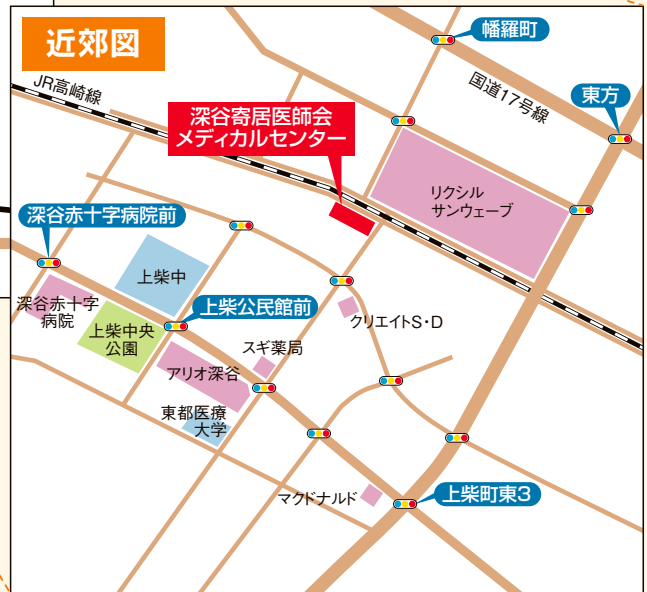 近郊図
幡羅町
JR高崎線
国道17号線
東方
深谷寄居医師会
メディカルセンター
リクシル
サンウェーブ
深谷赤十字病院前
上柴中
深谷赤十字
病院
上柴公民館前
上柴中央
公園
クリエイトS・D
スギ薬局
アリオ深谷
東都医療
大学
マクドナルド
上柴町東3